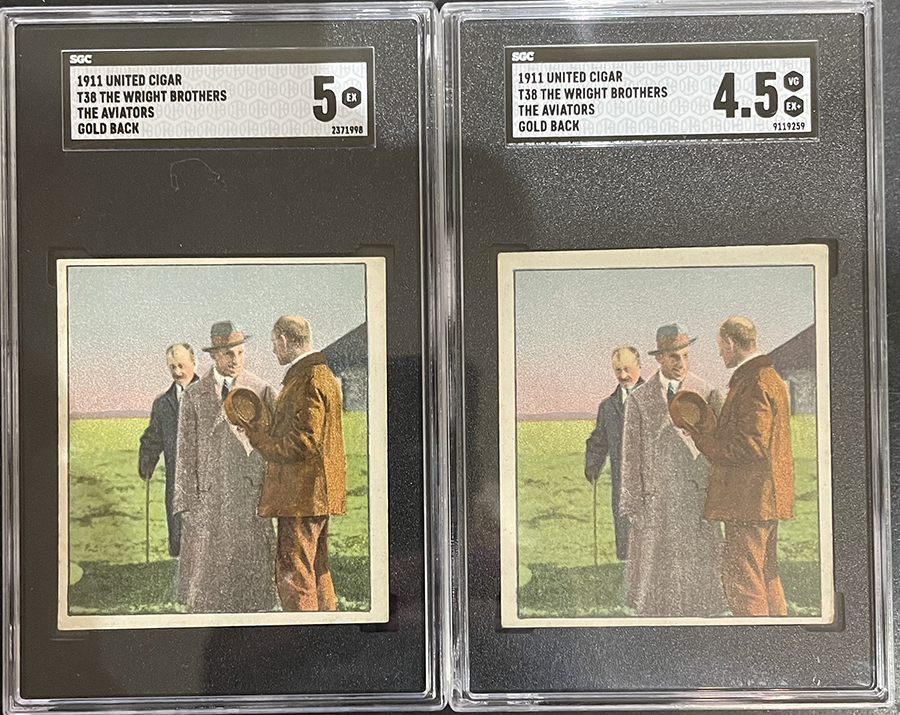 SGC
1911 UNITED CIGAR
T38 THE WRIGHT BROTHERS
THE AVIATORS
GOLD BACK
5 EX
2371998
SGC
1911 UNITED CIGAR
T38 THE WRIGHT BROTHERS
THE AVIATORS
GOLD BACK
4.5 VG
EX+
9119259